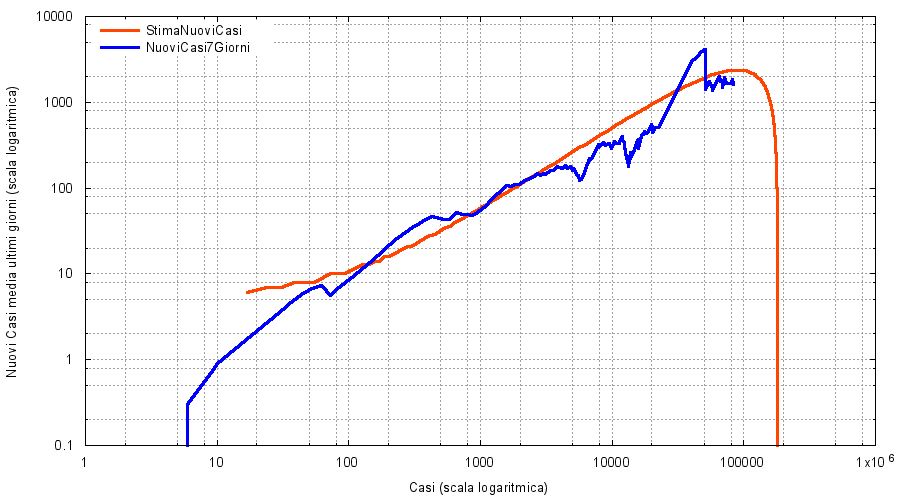 10000
StimaNuoviCasi
NuoviCasi7Giorni
1000
100
10
1
0.1
Nuovi Casi media ultimi giorni (scala logaritmica)
1 10 100 1000 10000 100000 1x10 6
Casi (scala logaritmica)